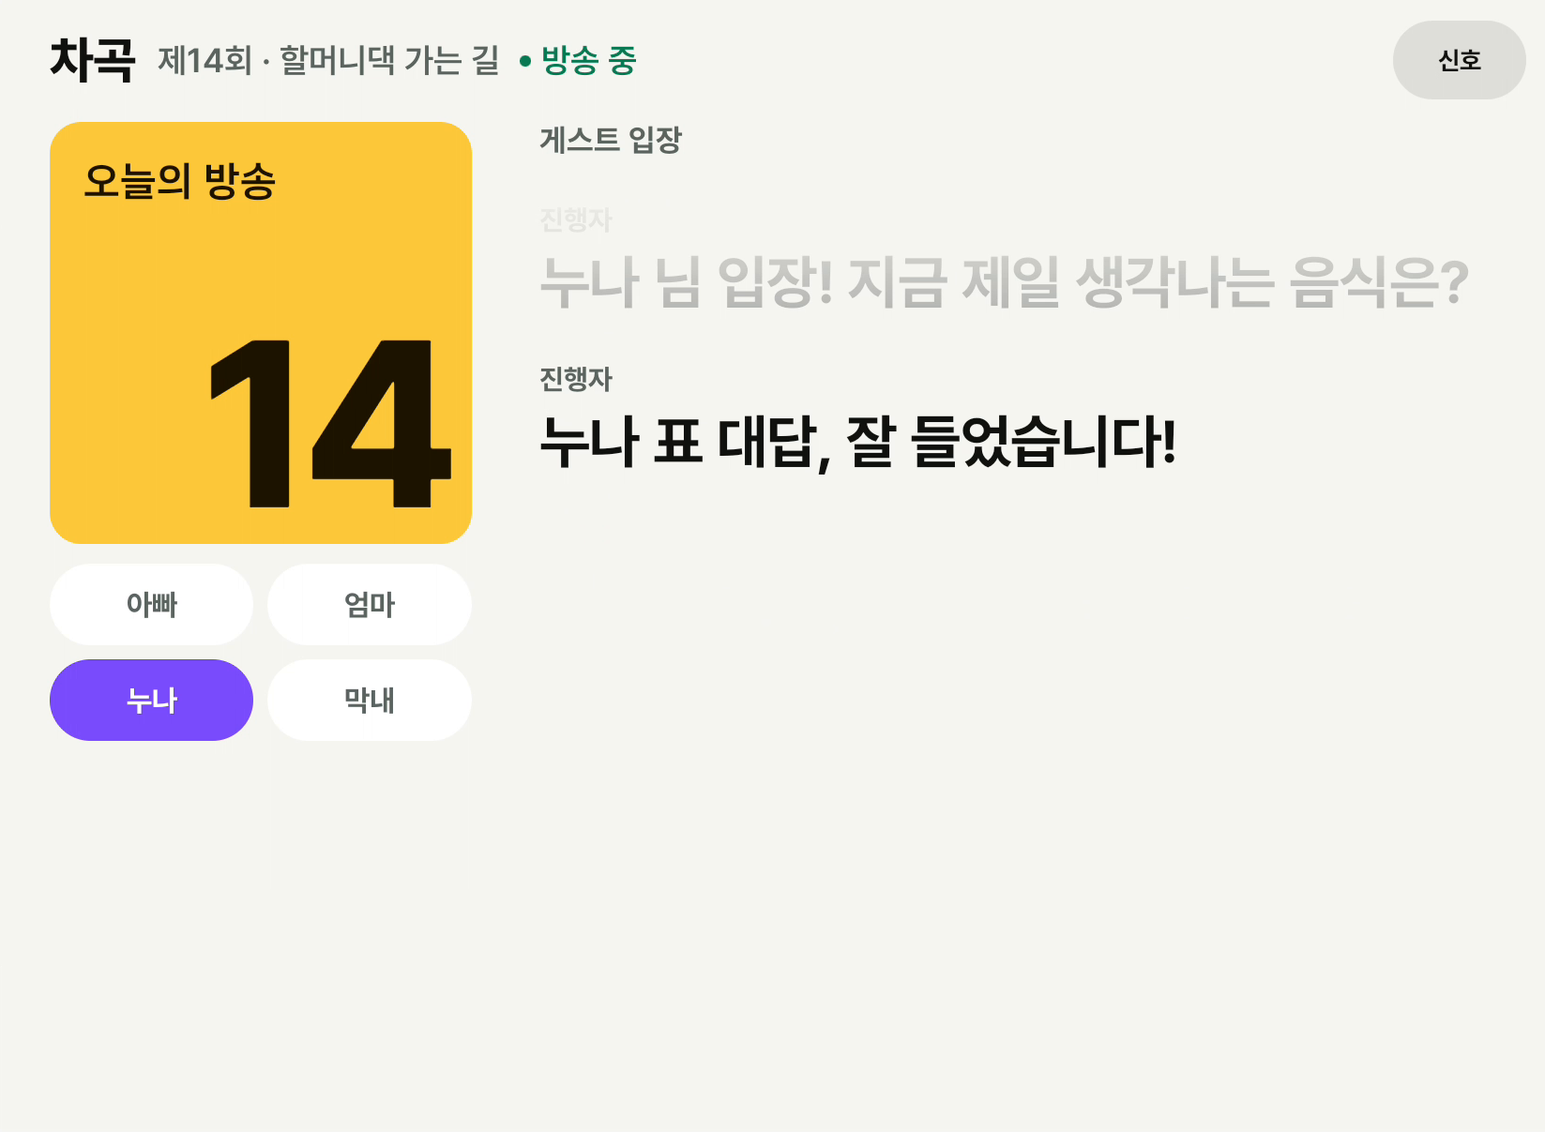 차곡 제14회 · 할머니댁 가는 길 • 방송 중
신호
오늘의 방송
14
아빠
엄마
누나
막내
게스트 입장
진행자
누나 님 입장! 지금 제일 생각나는 음식은?
진행자
누나 표 대답, 잘 들었습니다!